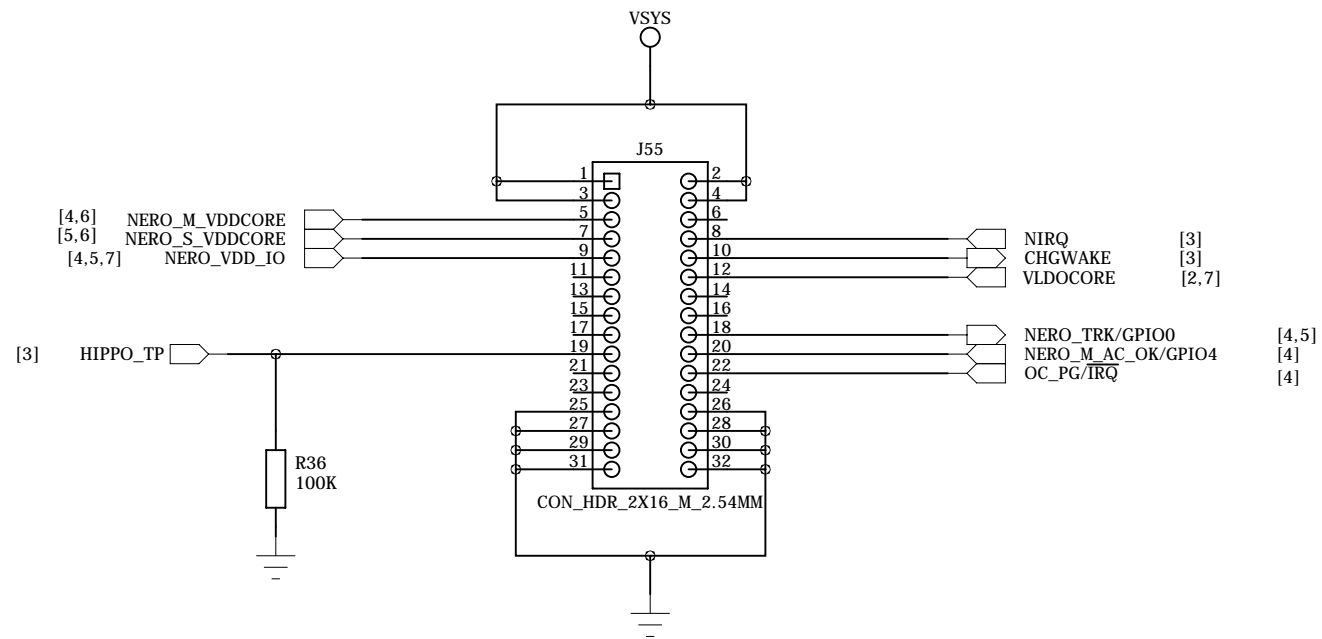 VSYS
J55
1 2
3 4
[4,6] NERO_M_VDDCORE 5 6
[5,6] NERO_S_VDDCORE 7 8 NIRQ [3]
[4,5,7] NERO_VDD_IO 9 10 CHGWAKE [3]
11 12 VLDOCORE [2,7]
13 14
15 16
17 18 NERO_TRK/GPIO0 [4,5]
[3] HIPPO_TP 19 20 NERO_M_AC_OK/GPIO4 [4]
21 22 OC_PG/IRQ [4]
23 24
25 26
27 28
29 30
31 32
R36
100K
CON_HDR_2X16_M_2.54MM